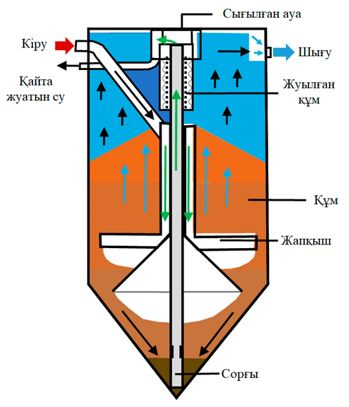 Сығылған ауа
Кіру
Шығу
Қайта
жуатын су
Жуылған
құм
Құм
Жапқыш
Сорғы